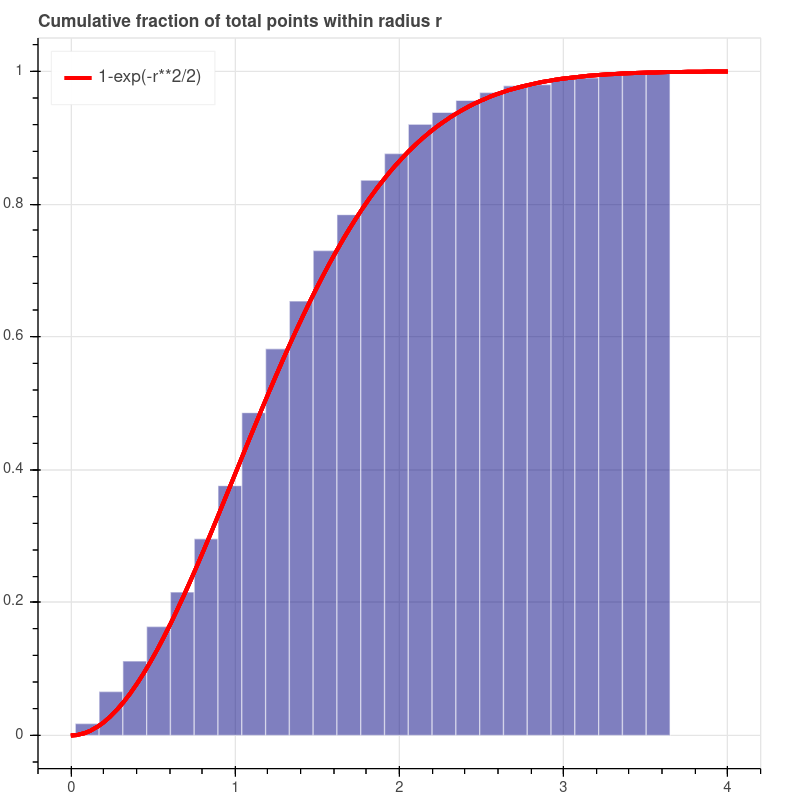 Cumulative fraction of total points within radius r
1-exp(-r**2/2)
1
0.8
0.6
0.4
0.2
0
0 1 2 3 4